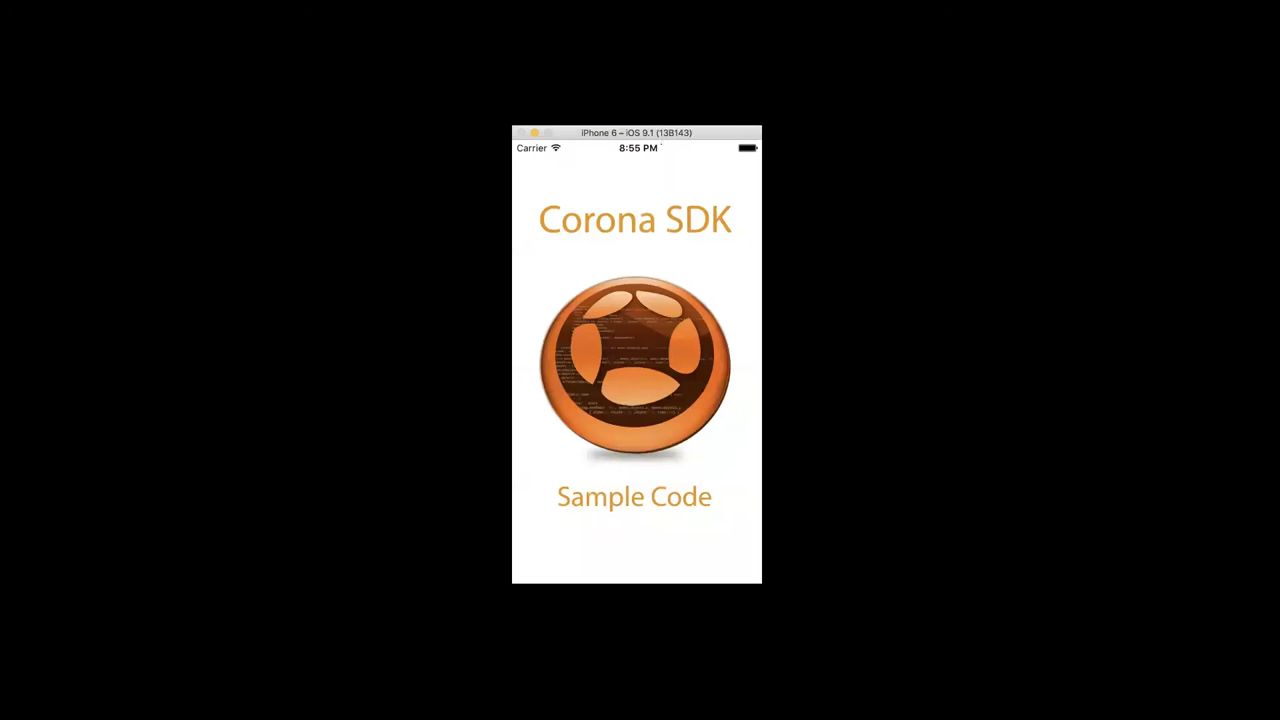 iPhone 6 – iOS 9.1 (13B143)
Carrier 8:55 PM
Corona SDK
Sample Code